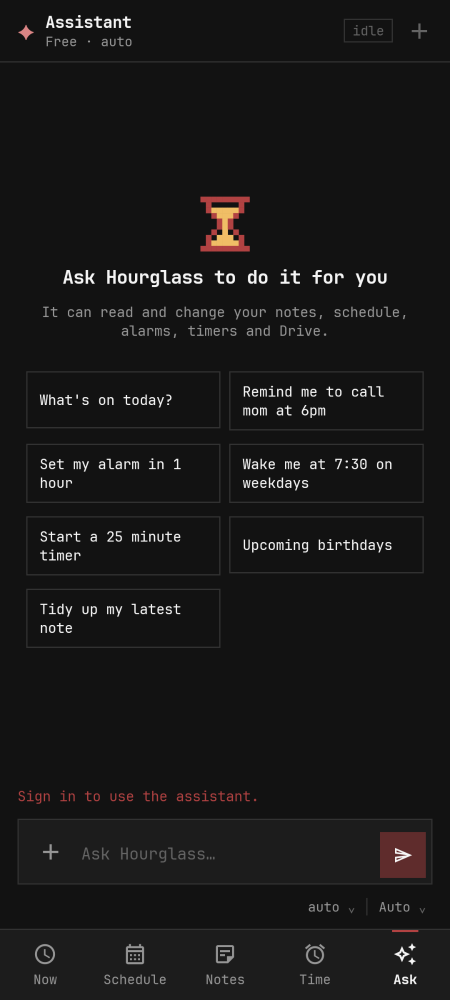 Assistant
Free · auto
idle
Ask Hourglass to do it for you
It can read and change your notes, schedule,
alarms, timers and Drive.
What's on today?
Remind me to call
mom at 6pm
Set my alarm in 1
hour
Wake me at 7:30 on
weekdays
Start a 25 minute
timer
Upcoming birthdays
Tidy up my latest
note
Sign in to use the assistant.
Ask Hourglass…
auto
Auto
Now
Schedule
Notes
Time
Ask